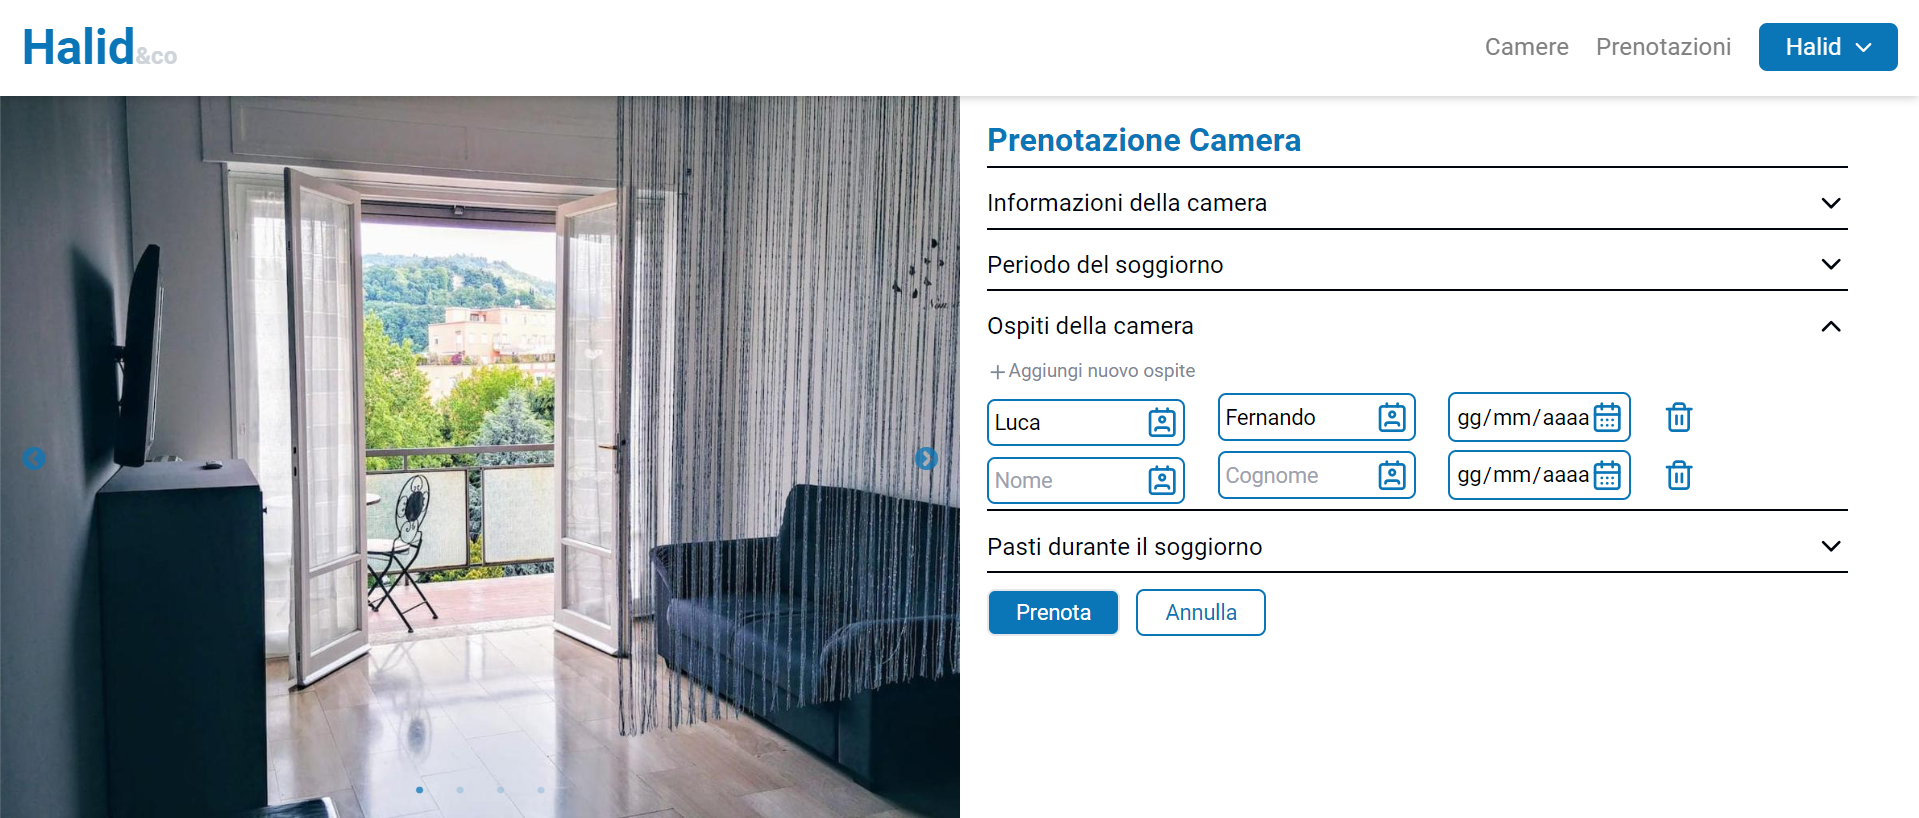 Halid&co
Camere Prenotazioni Halid
Prenotazione Camera
Informazioni della camera
Periodo del soggiorno
Ospiti della camera
+Aggiungi nuovo ospite
Luca Fernando gg/mm/aaaa
Nome Cognome gg/mm/aaaa
Pasti durante il soggiorno
Prenota Annulla